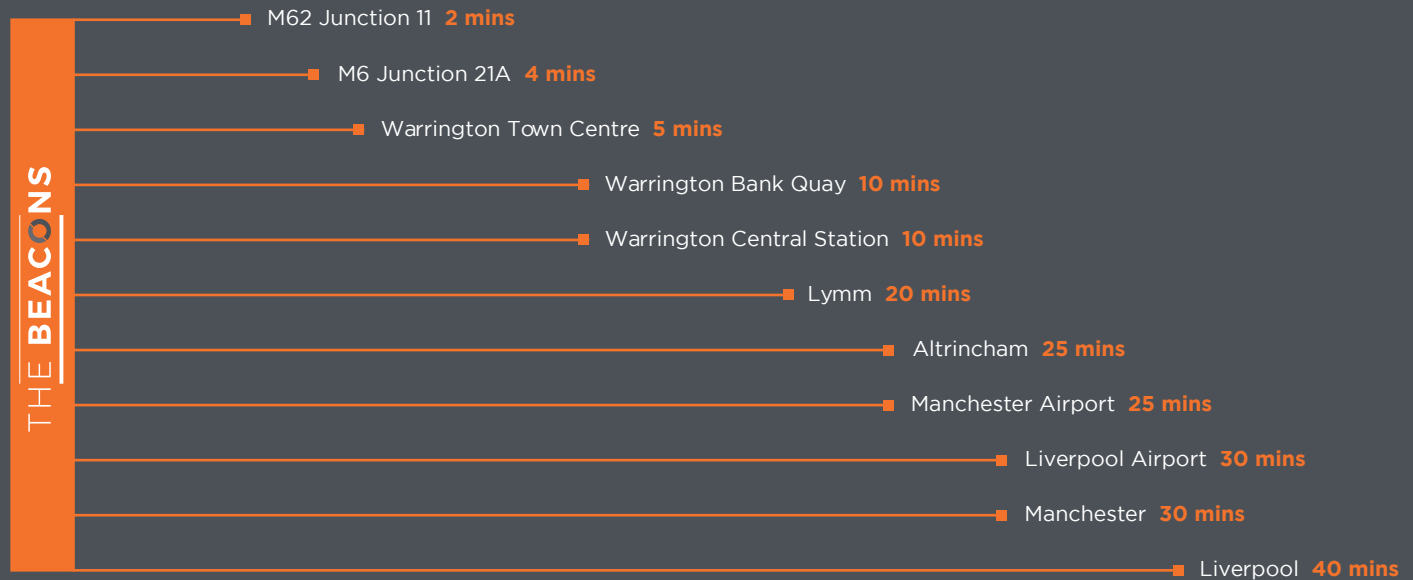 M62 Junction 11 2 mins
M6 Junction 21A 4 mins
Warrington Town Centre 5 mins
Warrington Bank Quay 10 mins
Warrington Central Station 10 mins
Lymm 20 mins
Altrincham 25 mins
Manchester Airport 25 mins
Liverpool Airport 30 mins
Manchester 30 mins
Liverpool 40 mins
THE BEACONS